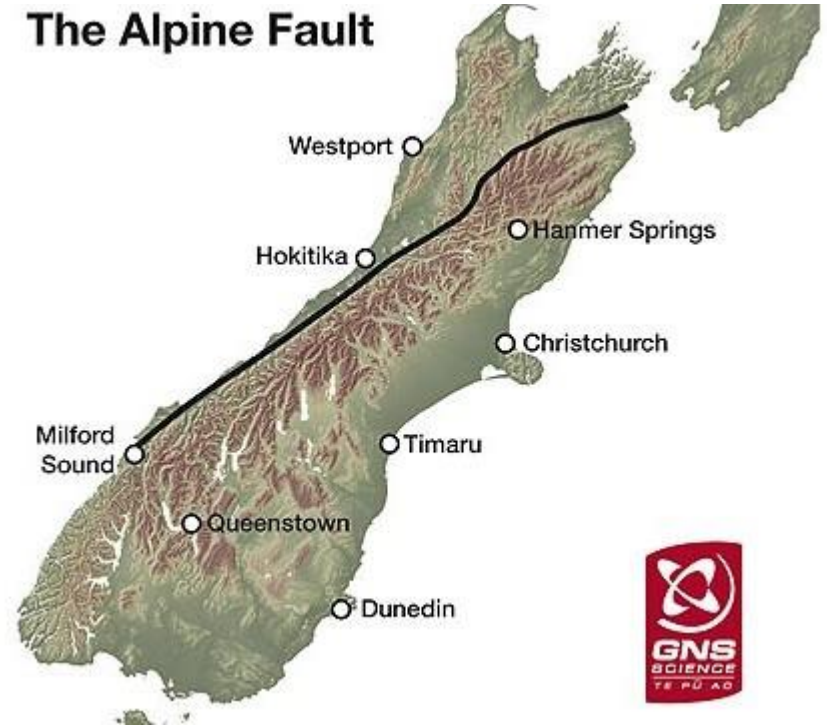 The Alpine Fault
Westport
Hanmer Springs
Hokitika
Christchurch
Milford
Sound
Timaru
Queenstown
Dunedin
GNS
SCIENCE
TE PŪ AO